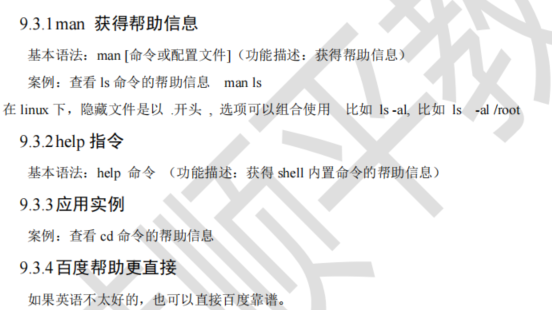 9.3.1man 获得帮助信息
基本语法：man [命令或配置文件]（功能描述：获得帮助信息）
案例：查看 ls 命令的帮助信息 man ls
在 linux 下，隐藏文件是以 .开头 , 选项可以组合使用 比如 ls -al, 比如 ls -al /root
9.3.2help 指令
基本语法：help 命令 （功能描述：获得 shell 内置命令的帮助信息）
9.3.3应用实例
案例：查看 cd 命令的帮助信息
9.3.4百度帮助更直接
如果英语不太好的，也可以直接百度靠谱。
顺平教